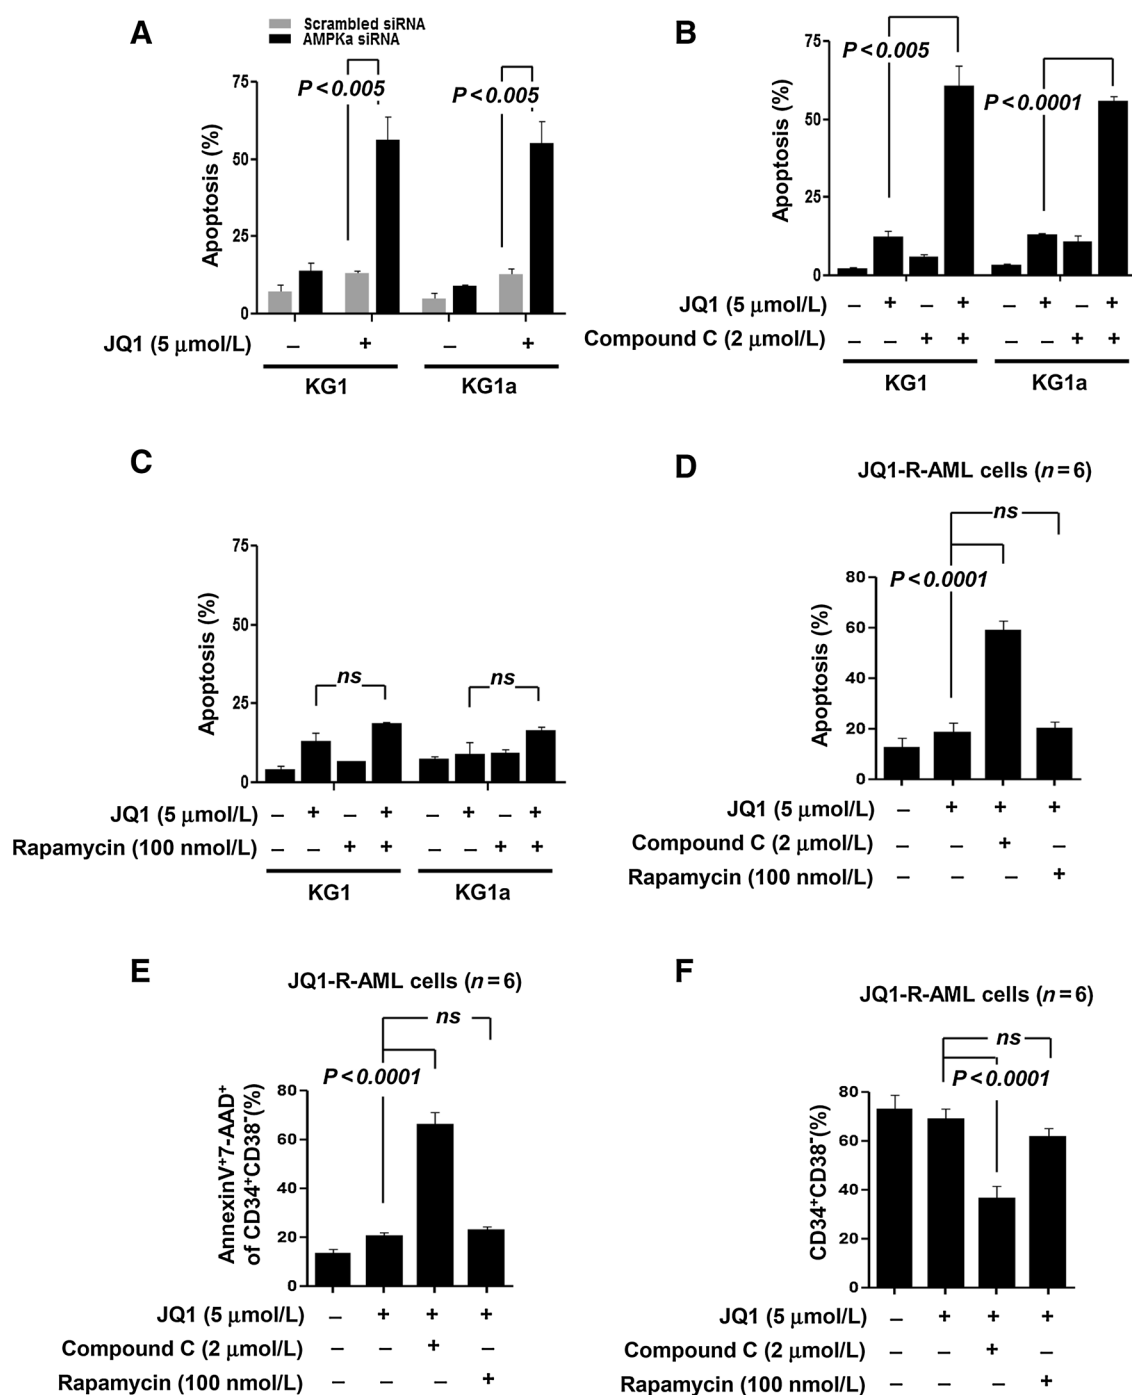 A
Scrambled siRNA
AMPKa siRNA
P < 0.005
P < 0.005
75
50
25
0
Apoptosis (%)
JQ1 (5 μmol/L)
– + – +
KG1 KG1a
B
P < 0.005
P < 0.0001
75
50
25
0
Apoptosis (%)
JQ1 (5 μmol/L) – + – + – + – +
Compound C (2 μmol/L) – – + + – – + +
KG1 KG1a
C
75
50
25
0
Apoptosis (%)
ns ns
JQ1 (5 μmol/L) – + – + – + – +
Rapamycin (100 nmol/L) – – + + – – + +
KG1 KG1a
D
JQ1-R-AML cells (n = 6)
ns
P < 0.0001
80
60
40
20
0
Apoptosis (%)
JQ1 (5 μmol/L) – + + +
Compound C (2 μmol/L) – – + –
Rapamycin (100 nmol/L) – – – +
E
JQ1-R-AML cells (n = 6)
ns
P < 0.0001
80
60
40
20
0
AnnexinV⁺7-AAD⁺
of CD34⁺CD38⁻(%)
JQ1 (5 μmol/L) – + + +
Compound C (2 μmol/L) – – + –
Rapamycin (100 nmol/L) – – – +
F
JQ1-R-AML cells (n = 6)
ns
P < 0.0001
80
60
40
20
0
CD34⁺CD38⁻(%)
JQ1 (5 μmol/L) – + + +
Compound C (2 μmol/L) – – + –
Rapamycin (100 nmol/L) – – – +